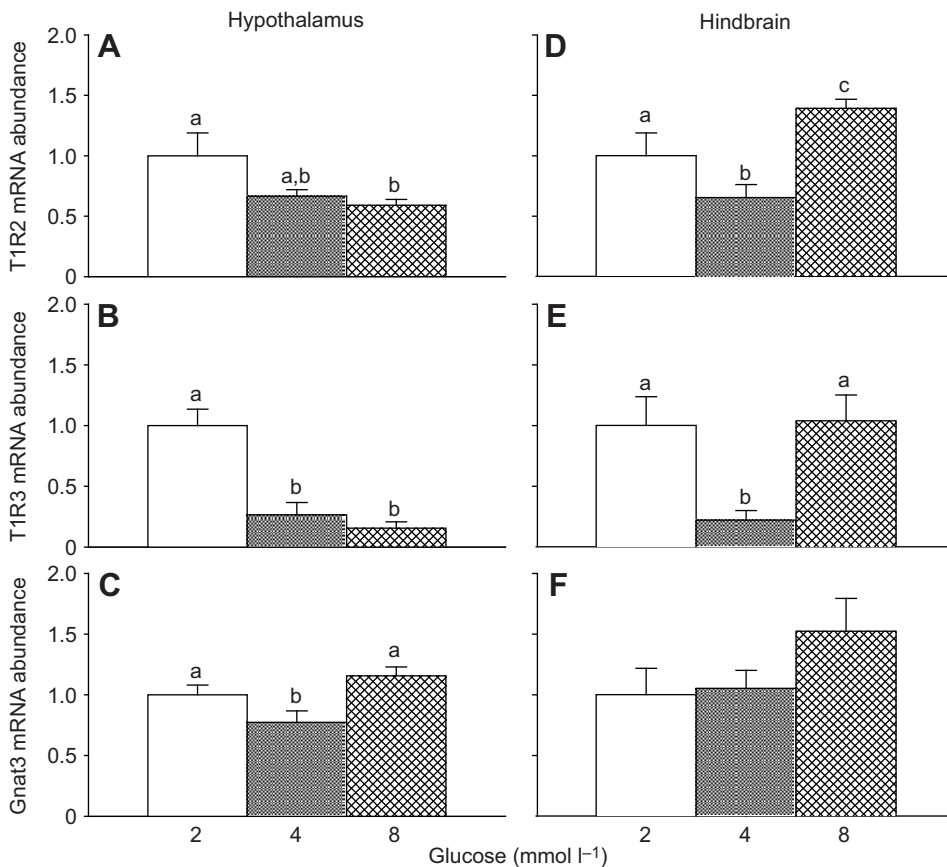 Hypothalamus
Hindbrain
A
T1R2 mRNA abundance
2.0
1.5
1.0
0.5
0
a
a,b
b
D
a
b
c
B
T1R3 mRNA abundance
2.0
1.5
1.0
0.5
0
a
b
b
E
a
b
a
C
Gnat3 mRNA abundance
2.0
1.5
1.0
0.5
0
a
b
a
F
2 4 8
2 4 8
Glucose (mmol l⁻¹)